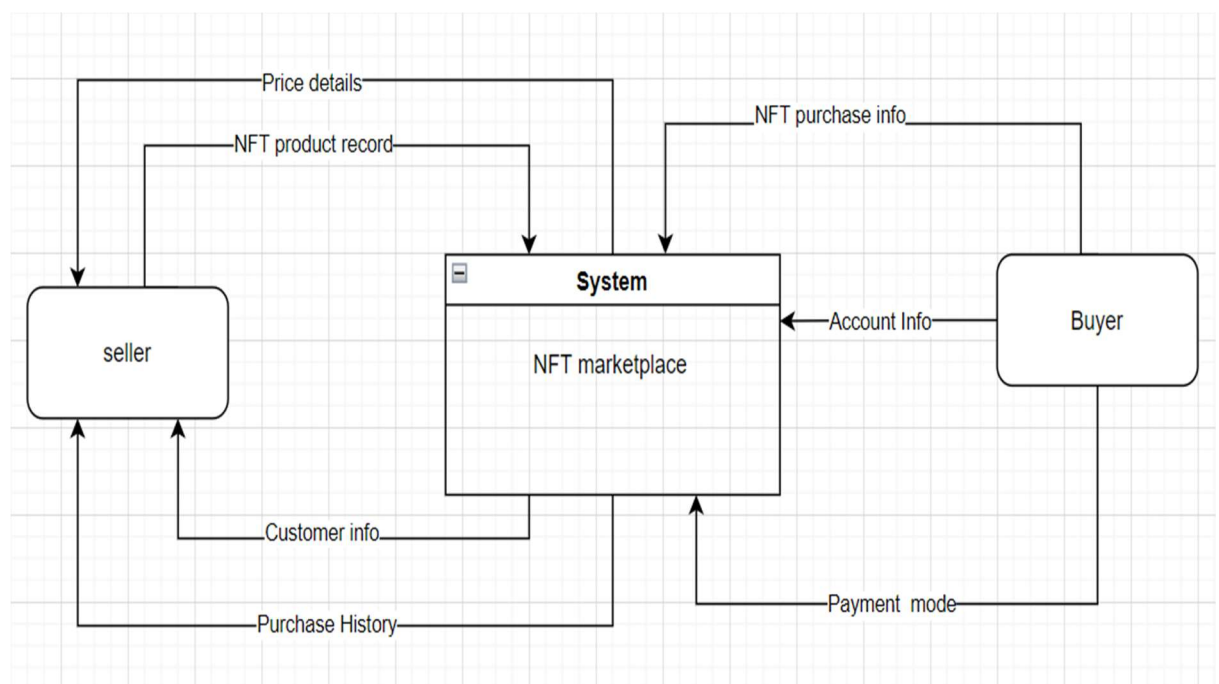 Price details
NFT purchase info
NFT product record
System
Account Info
Buyer
seller
NFT marketplace
Customer info
Payment mode
Purchase History